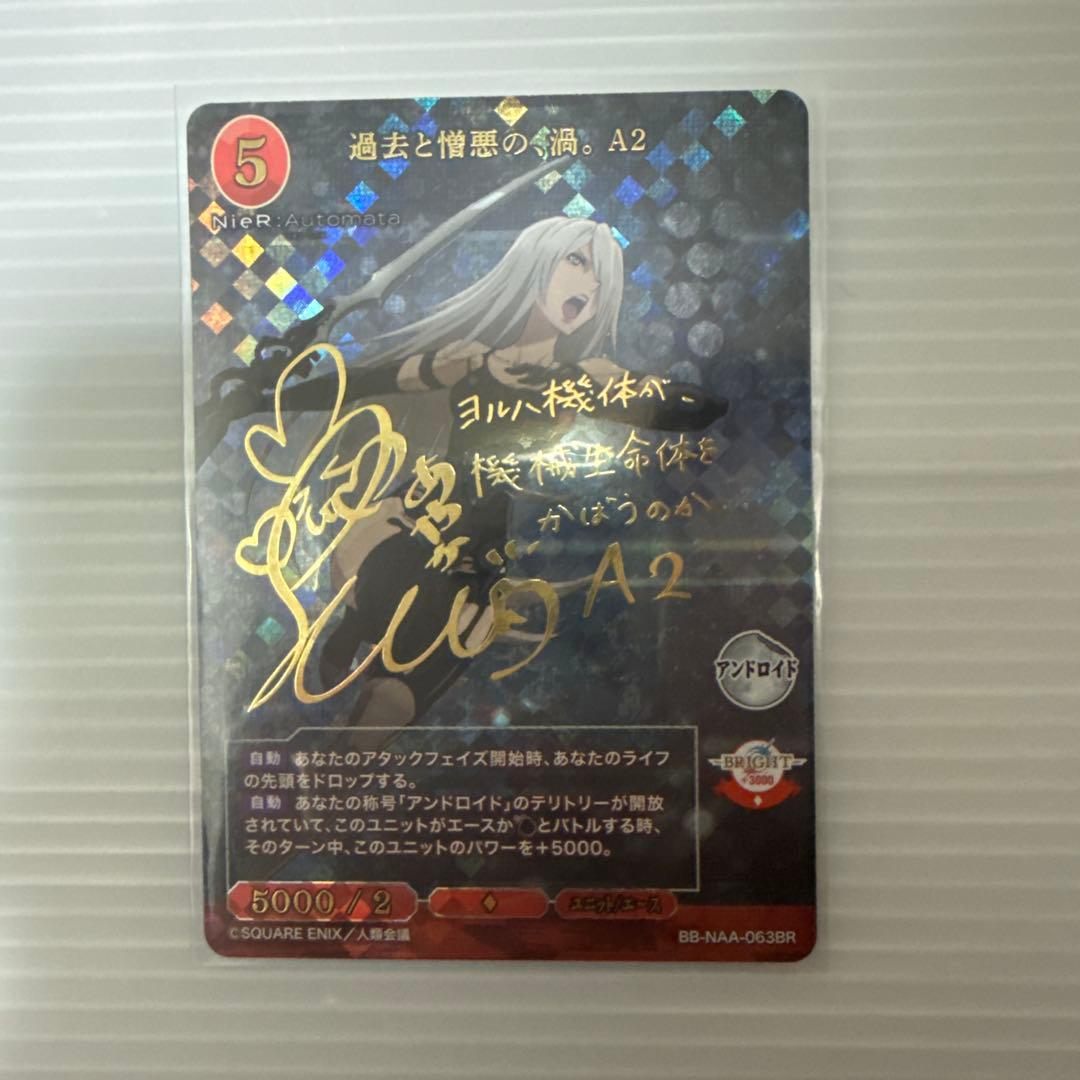 5
過去と憎悪の、渦。A2
NieR:Automata
ヨルハ機体が、
機械生命体を
かばうのか…
A2
アンドロイド
BRIGHT
+3000
自動 あなたのアタックフェイズ開始時、あなたのライフ
の先頭をドロップする。
自動 あなたの称号「アンドロイド」のテリトリーが開放
されていて、このユニットがエースか とバトルする時、
そのターン中、このユニットのパワーを+5000。
5000 / 2
ユニット/エース
©SQUARE ENIX/人類会議
BB-NAA-063BR